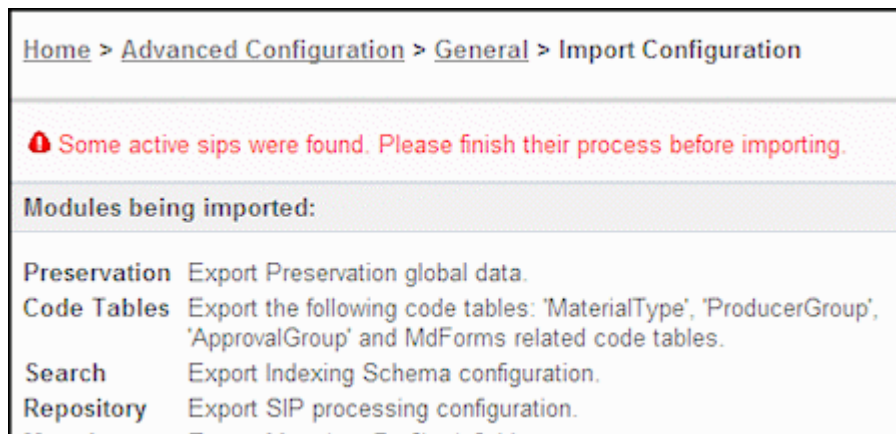 Home > Advanced Configuration > General > Import Configuration
Some active sips were found. Please finish their process before importing.
Modules being imported:
Preservation Export Preservation global data.
Code Tables Export the following code tables: 'MaterialType', 'ProducerGroup',
'ApprovalGroup' and MdForms related code tables.
Search Export Indexing Schema configuration.
Repository Export SIP processing configuration.